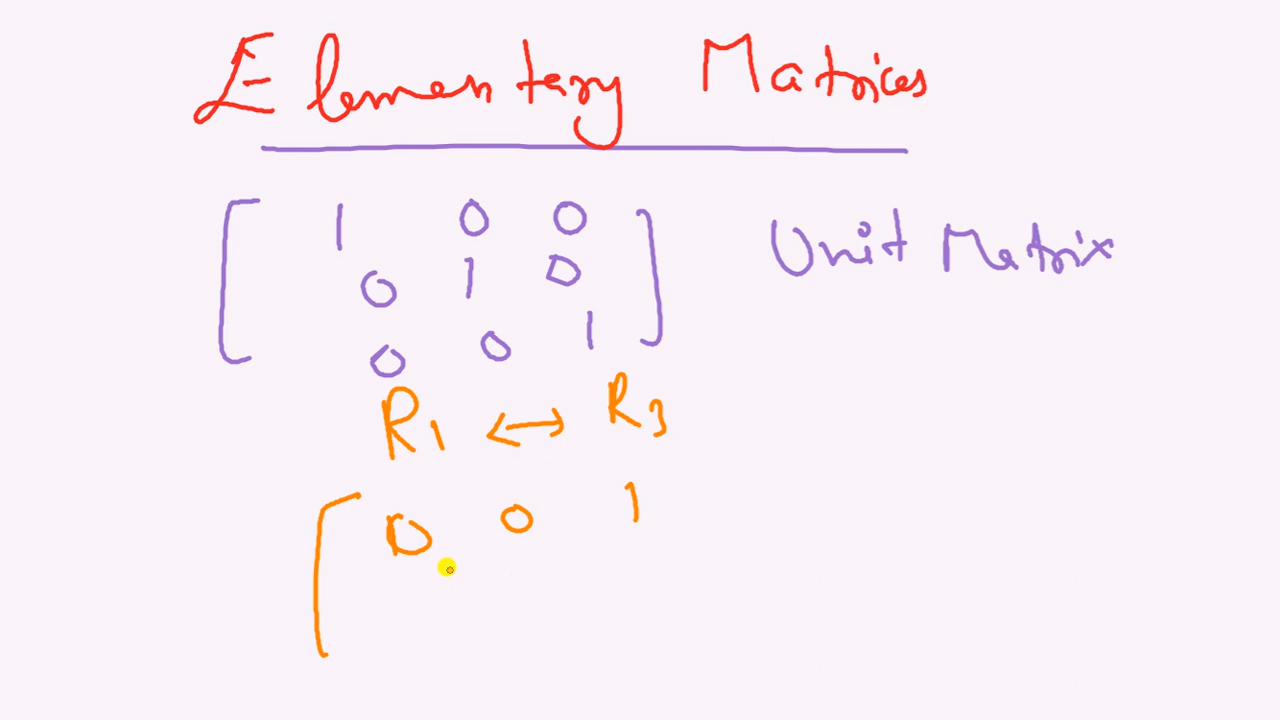 Elementary Matrices
1 0 0 Unit Matrix
0 1 0
0 0 1
R1 ↔ R3
0 0 1